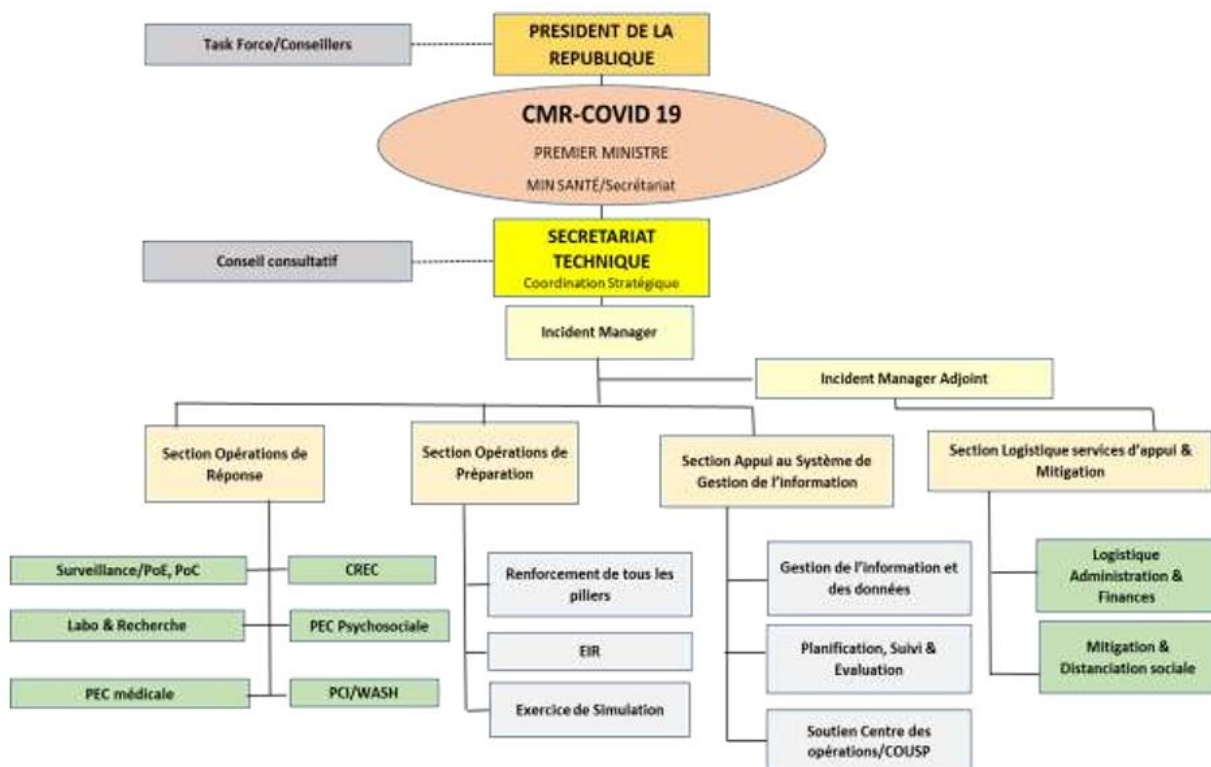 PRESIDENT DE LA
REPUBLIQUE
Task Force/Conseillers
CMR-COVID 19
PREMIER MINISTRE
MIN SANTÉ/Secrétariat
SECRETARIAT
TECHNIQUE
Coordination Stratégique
Conseil consultatif
Incident Manager
Incident Manager Adjoint
Section Opérations de
Réponse
Section Opérations de
Préparation
Section Appui au Système de
Gestion de l'information
Section Logistique services d'appui &
Mitigation
Surveillance/PoE, PoC
CREC
Labo & Recherche
PEC Psychosociale
PEC médicale
PCI/WASH
Renforcement de tous les
piliers
EIR
Exercice de Simulation
Gestion de l'information et
des données
Planification, Suivi &
Evaluation
Soutien Centre des
opérations/COUSP
Logistique
Administration &
Finances
Mitigation &
Distanciation sociale